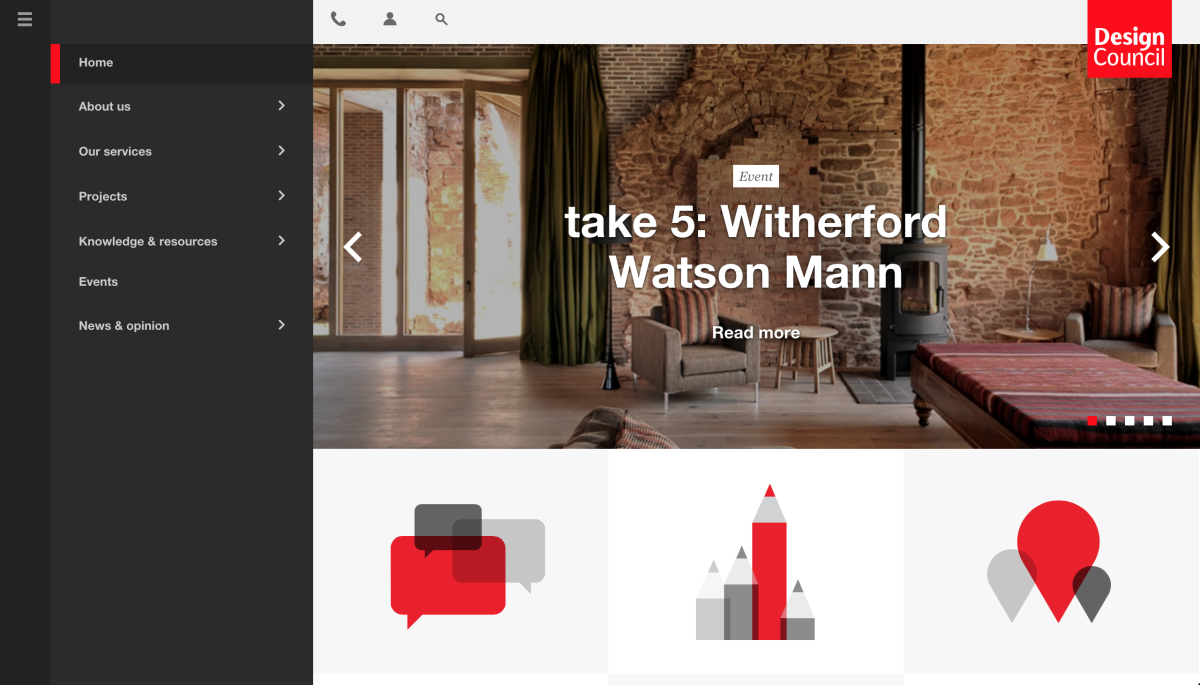 Home
About us
Our services
Projects
Knowledge & resources
Events
News & opinion
Design
Council
Event
take 5: Witherford
Watson Mann
Read more